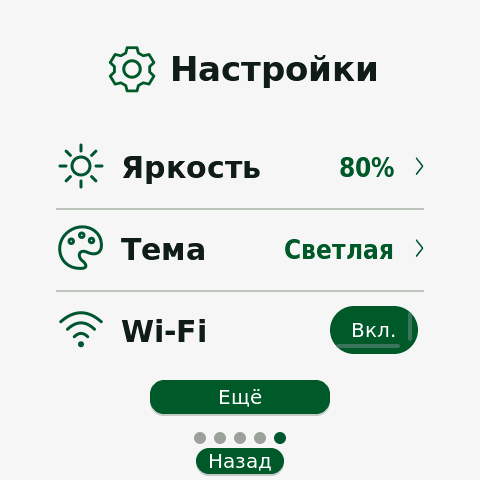 Настройки
Яркость 80%
Тема Светлая
Wi-Fi Вкл.
Ещё
Назад